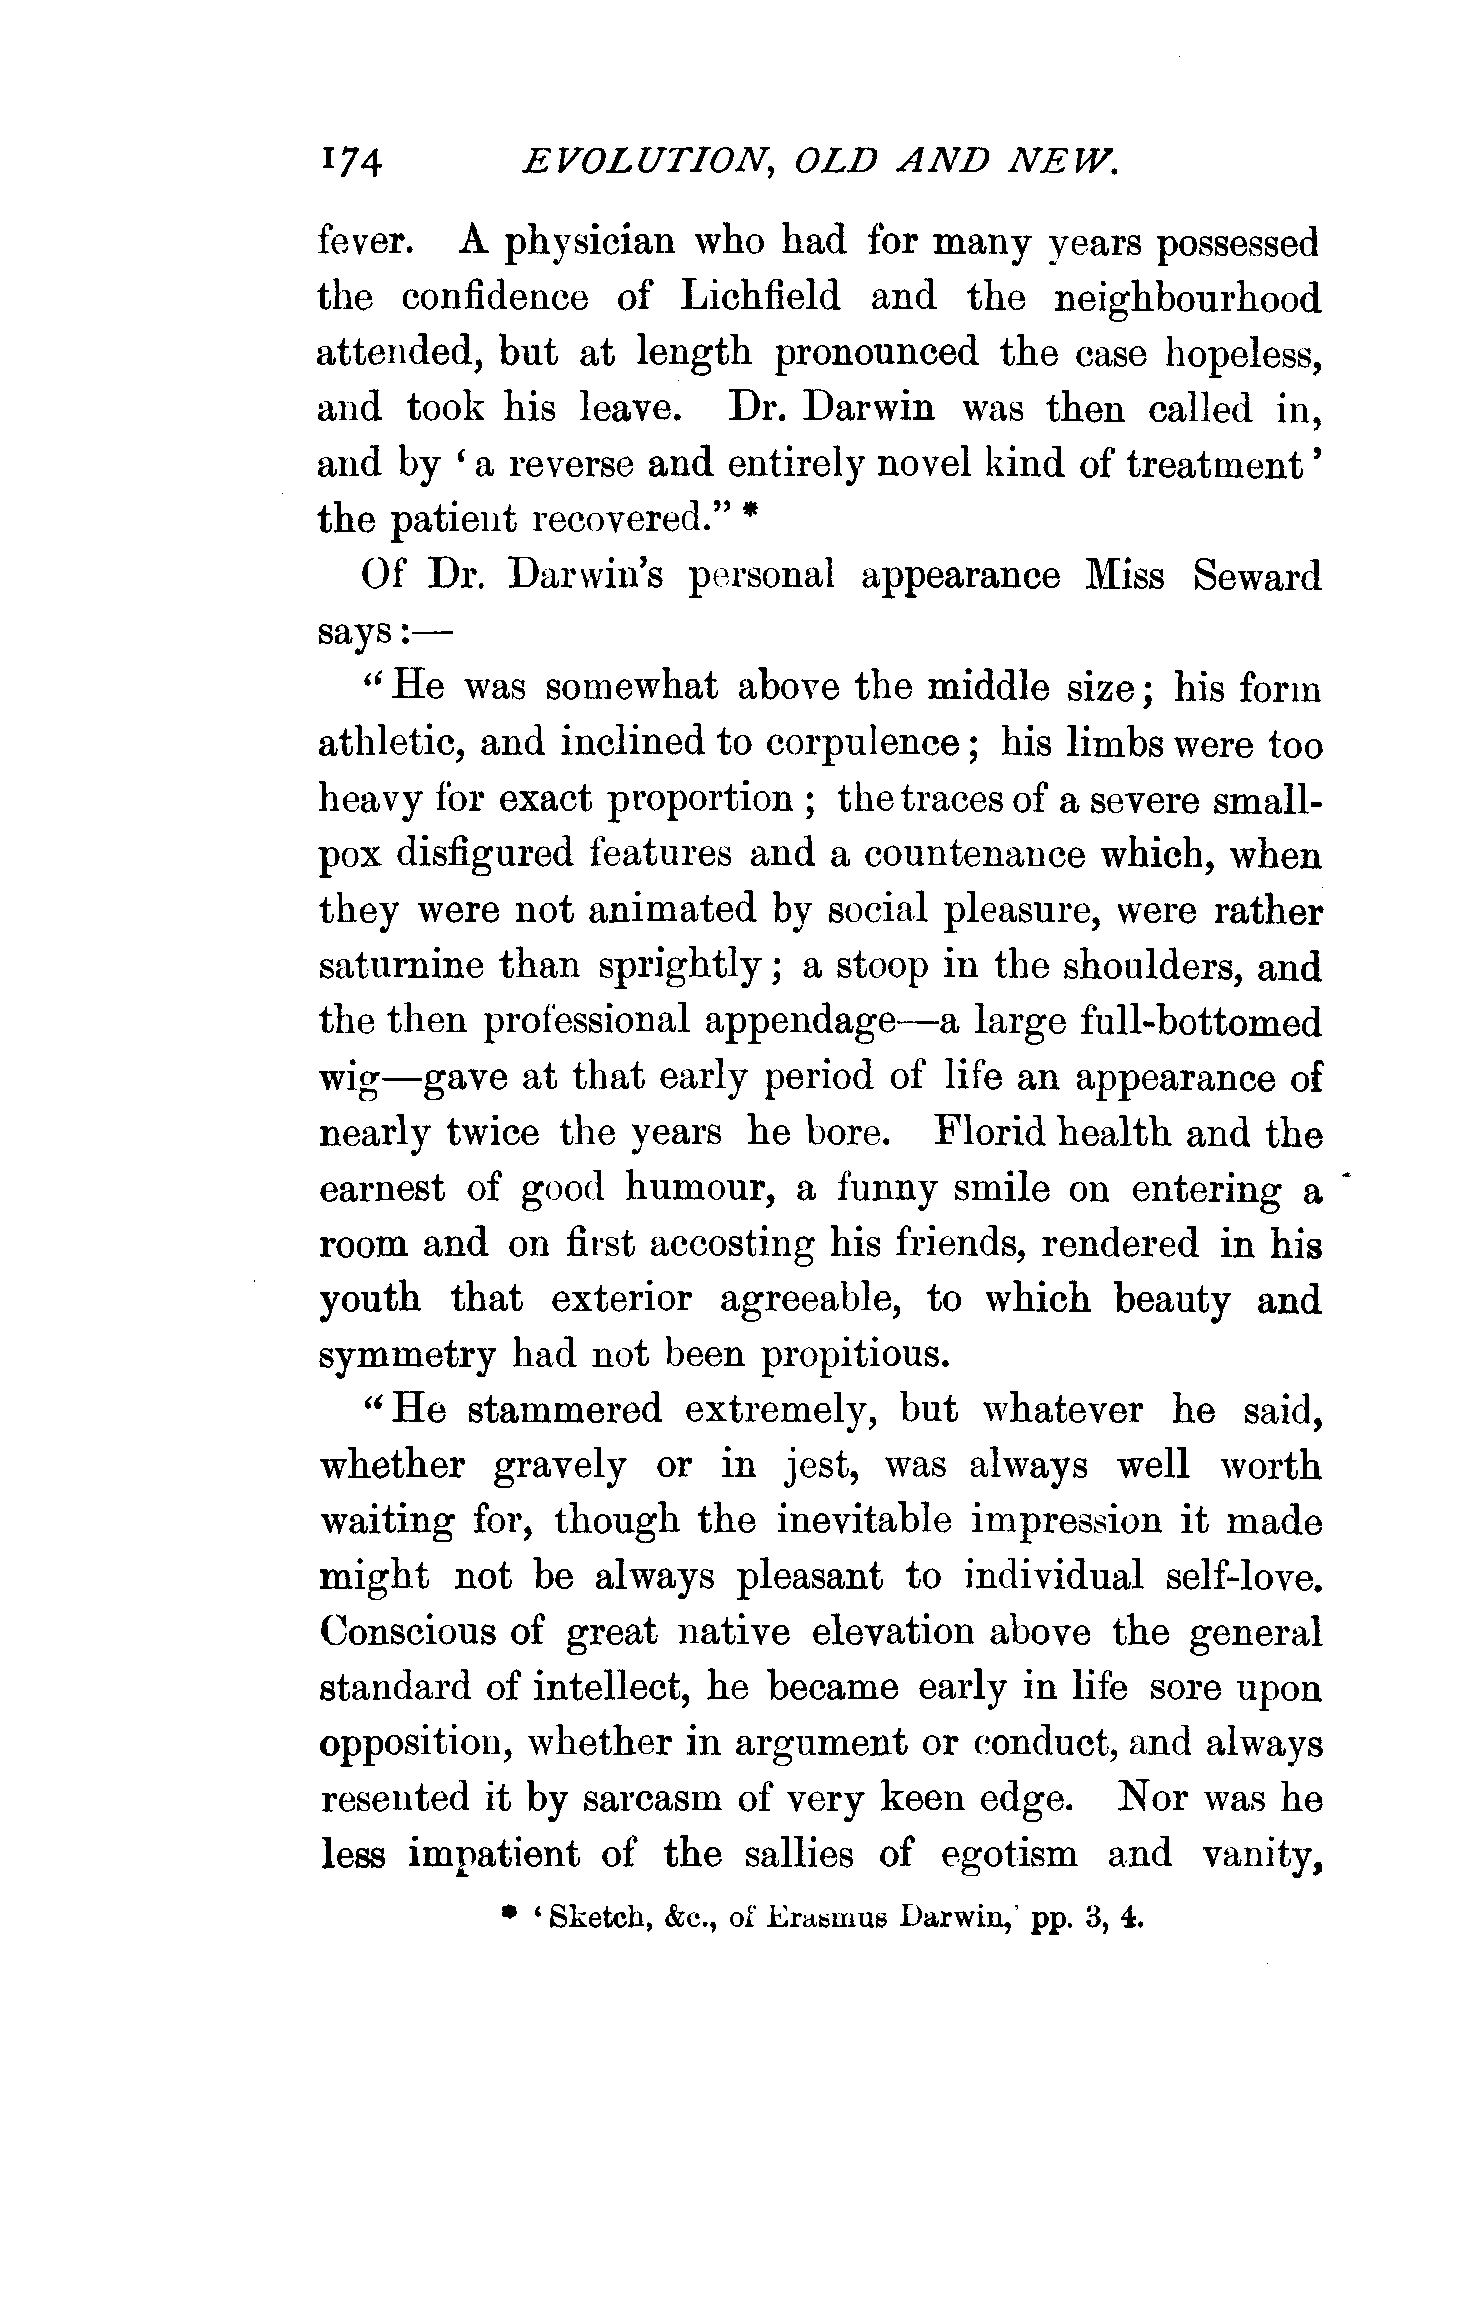 174 EVOLUTION, OLD AND NEW.
fever. A physician who had for many years possessed
the confidence of Lichfield and the neighbourhood
attended, but at length pronounced the case hopeless,
and took his leave. Dr. Darwin was then called in,
and by ‘a reverse and entirely novel kind of treatment’
the patient recovered.” *
Of Dr. Darwin’s personal appearance Miss Seward
says:—
“He was somewhat above the middle size; his form
athletic, and inclined to corpulence; his limbs were too
heavy for exact proportion; the traces of a severe small-
pox disfigured features and a countenance which, when
they were not animated by social pleasure, were rather
saturnine than sprightly; a stoop in the shoulders, and
the then professional appendage—a large full-bottomed
wig—gave at that early period of life an appearance of
nearly twice the years he bore. Florid health and the
earnest of good humour, a funny smile on entering a
room and on first accosting his friends, rendered in his
youth that exterior agreeable, to which beauty and
symmetry had not been propitious.
“He stammered extremely, but whatever he said,
whether gravely or in jest, was always well worth
waiting for, though the inevitable impression it made
might not be always pleasant to individual self-love.
Conscious of great native elevation above the general
standard of intellect, he became early in life sore upon
opposition, whether in argument or conduct, and always
resented it by sarcasm of very keen edge. Nor was he
less impatient of the sallies of egotism and vanity,
* ‘Sketch, &c., of Erasmus Darwin,’ pp. 3, 4.